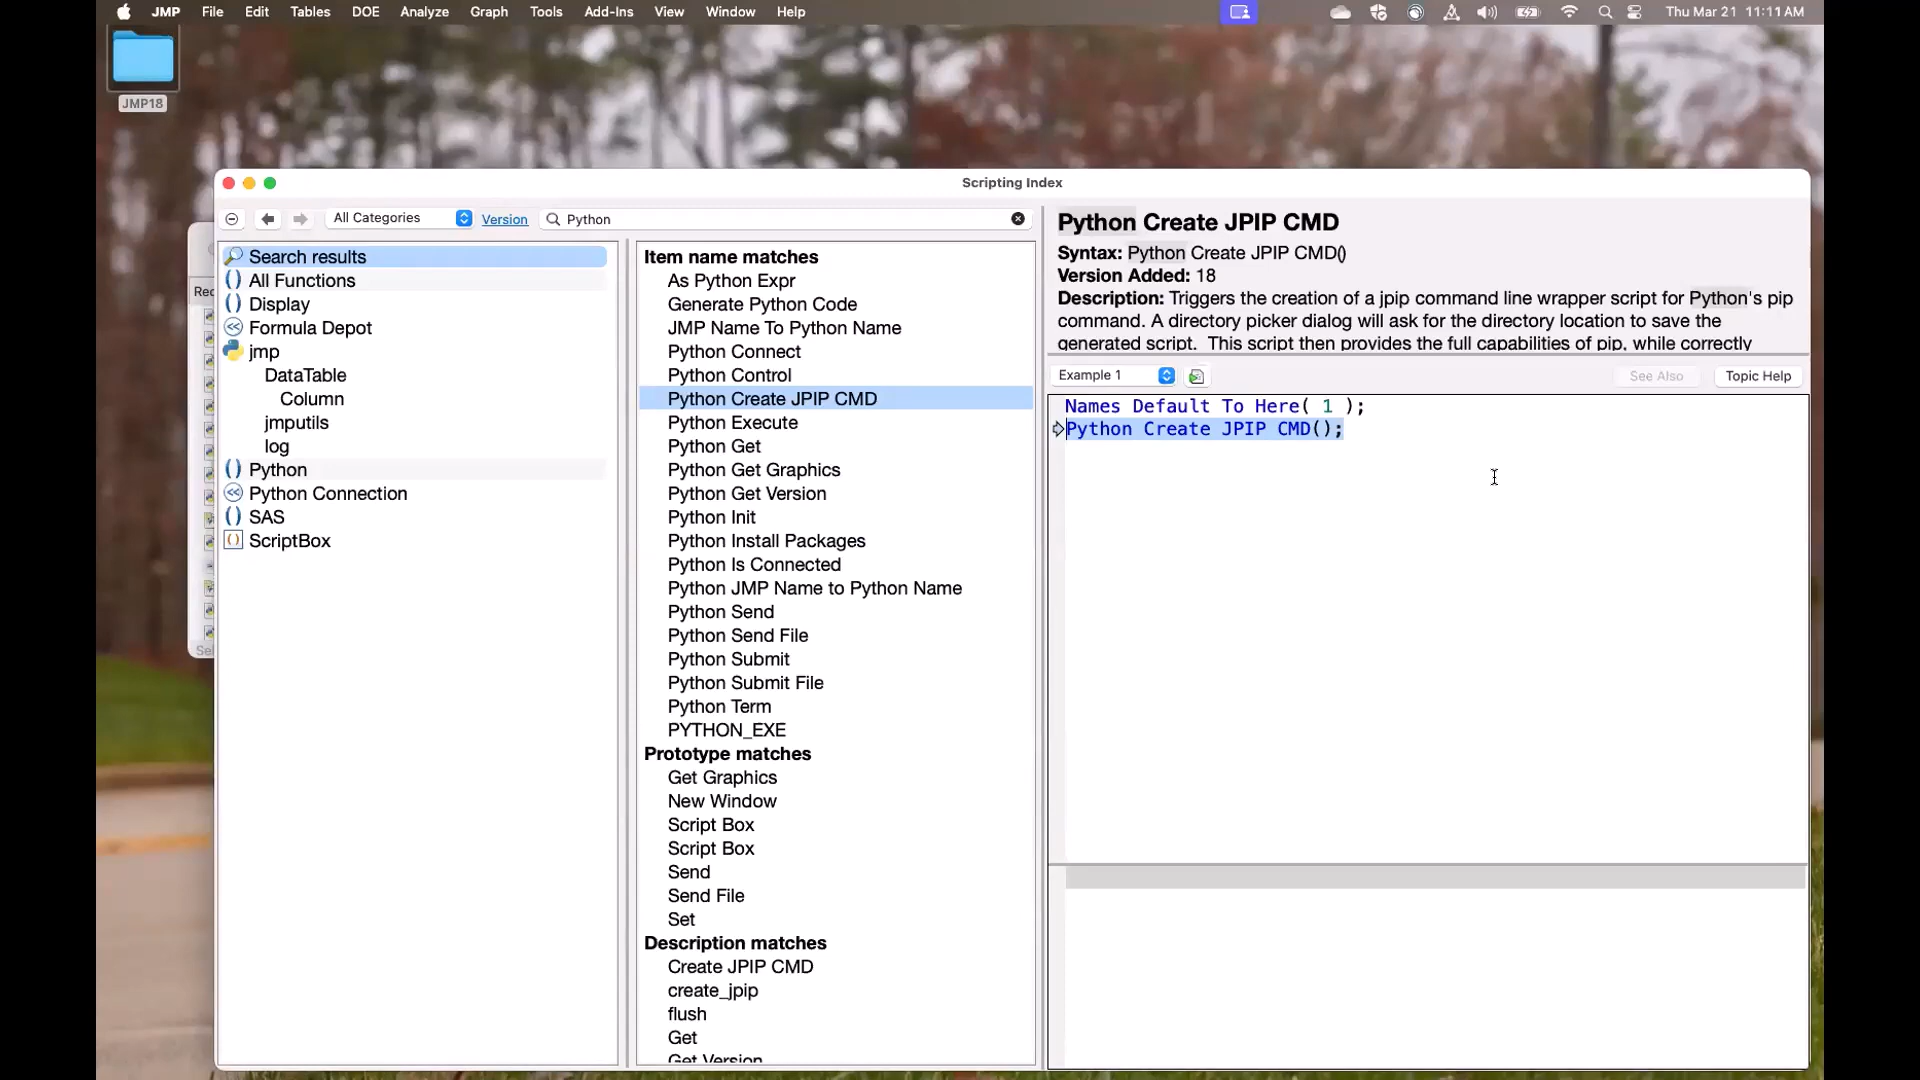 JMP File Edit Tables DOE Analyze Graph Tools Add-Ins View Window Help Thu Mar 21 11:11 AM
JMP18
Scripting Index
All Categories Version Python
Rec
Se
Search results
All Functions
Display
Formula Depot
jmp
DataTable
Column
jmputils
log
Python
Python Connection
SAS
ScriptBox
Item name matches
As Python Expr
Generate Python Code
JMP Name To Python Name
Python Connect
Python Control
Python Create JPIP CMD
Python Execute
Python Get
Python Get Graphics
Python Get Version
Python Init
Python Install Packages
Python Is Connected
Python JMP Name to Python Name
Python Send
Python Send File
Python Submit
Python Submit File
Python Term
PYTHON_EXE
Prototype matches
Get Graphics
New Window
Script Box
Script Box
Send
Send File
Set
Description matches
Create JPIP CMD
create_jpip
flush
Get
Get Version
Python Create JPIP CMD
Syntax: Python Create JPIP CMD()
Version Added: 18
Description: Triggers the creation of a jpip command line wrapper script for Python's pip
command. A directory picker dialog will ask for the directory location to save the
generated script. This script then provides the full capabilities of pip, while correctly
Example 1 See Also Topic Help
Names Default To Here( 1 );
Python Create JPIP CMD();